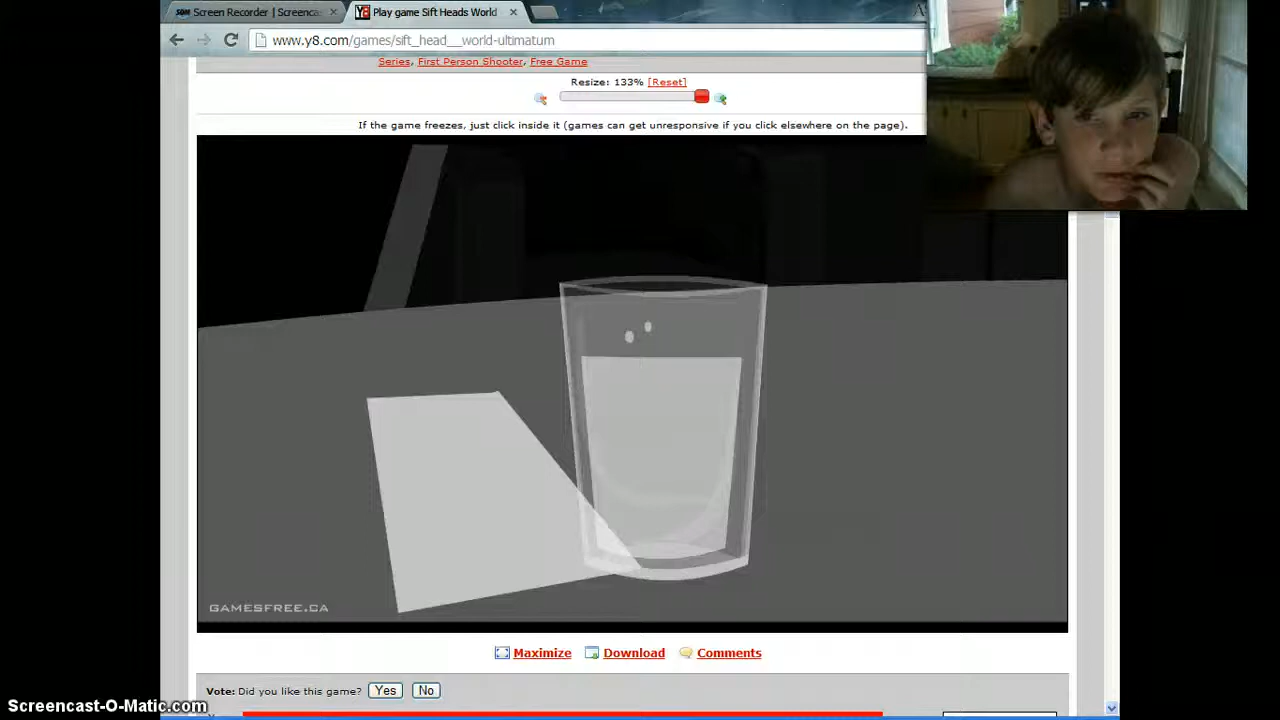 Screen Recorder | Screencas
Play game Sift Heads World
www.y8.com/games/sift_head__world-ultimatum
Series, First Person Shooter, Free Game
Resize: 133% [Reset]
If the game freezes, just click inside it (games can get unresponsive if you click elsewhere on the page).
GAMESFREE.CA
Maximize Download Comments
Vote: Did you like this game? Yes No
Screencast-O-Matic.com